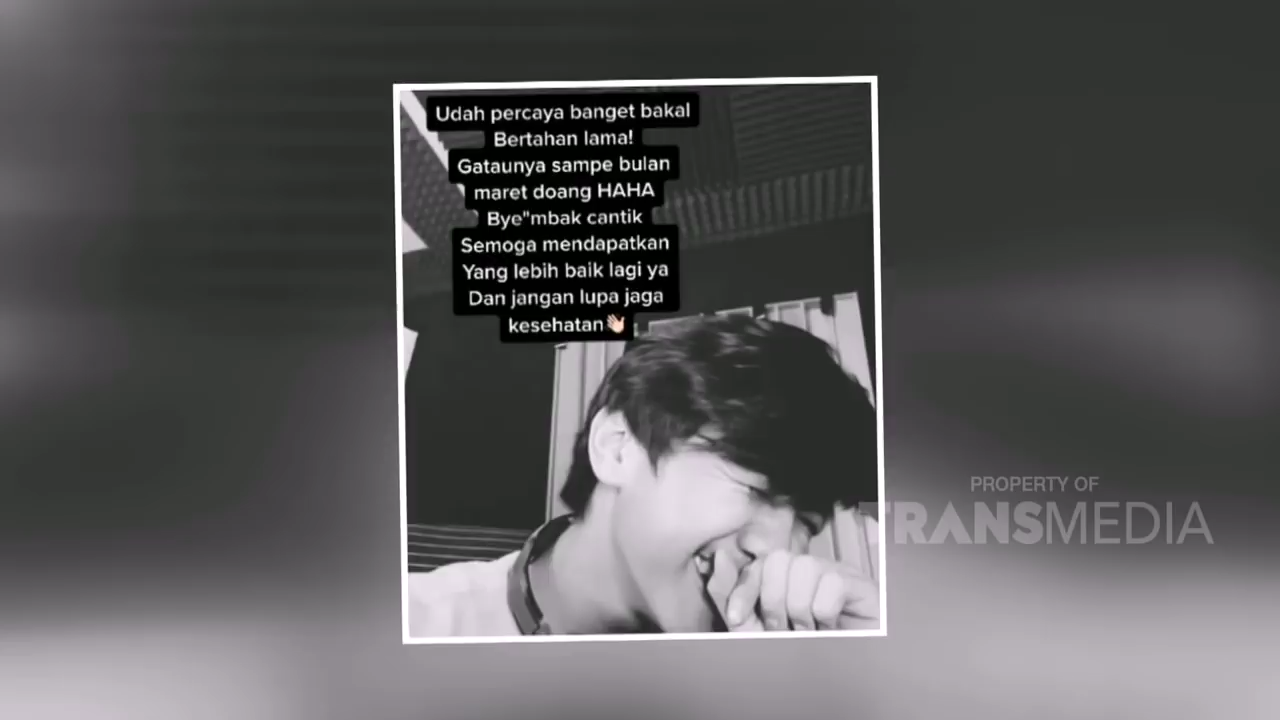 Udah percaya banget bakal
Bertahan lama!
Gataunya sampe bulan
maret doang HAHA
Bye"mbak cantik
Semoga mendapatkan
Yang lebih baik lagi ya
Dan jangan lupa jaga
kesehatan👋🏻
PROPERTY OF
TRANSMEDIA